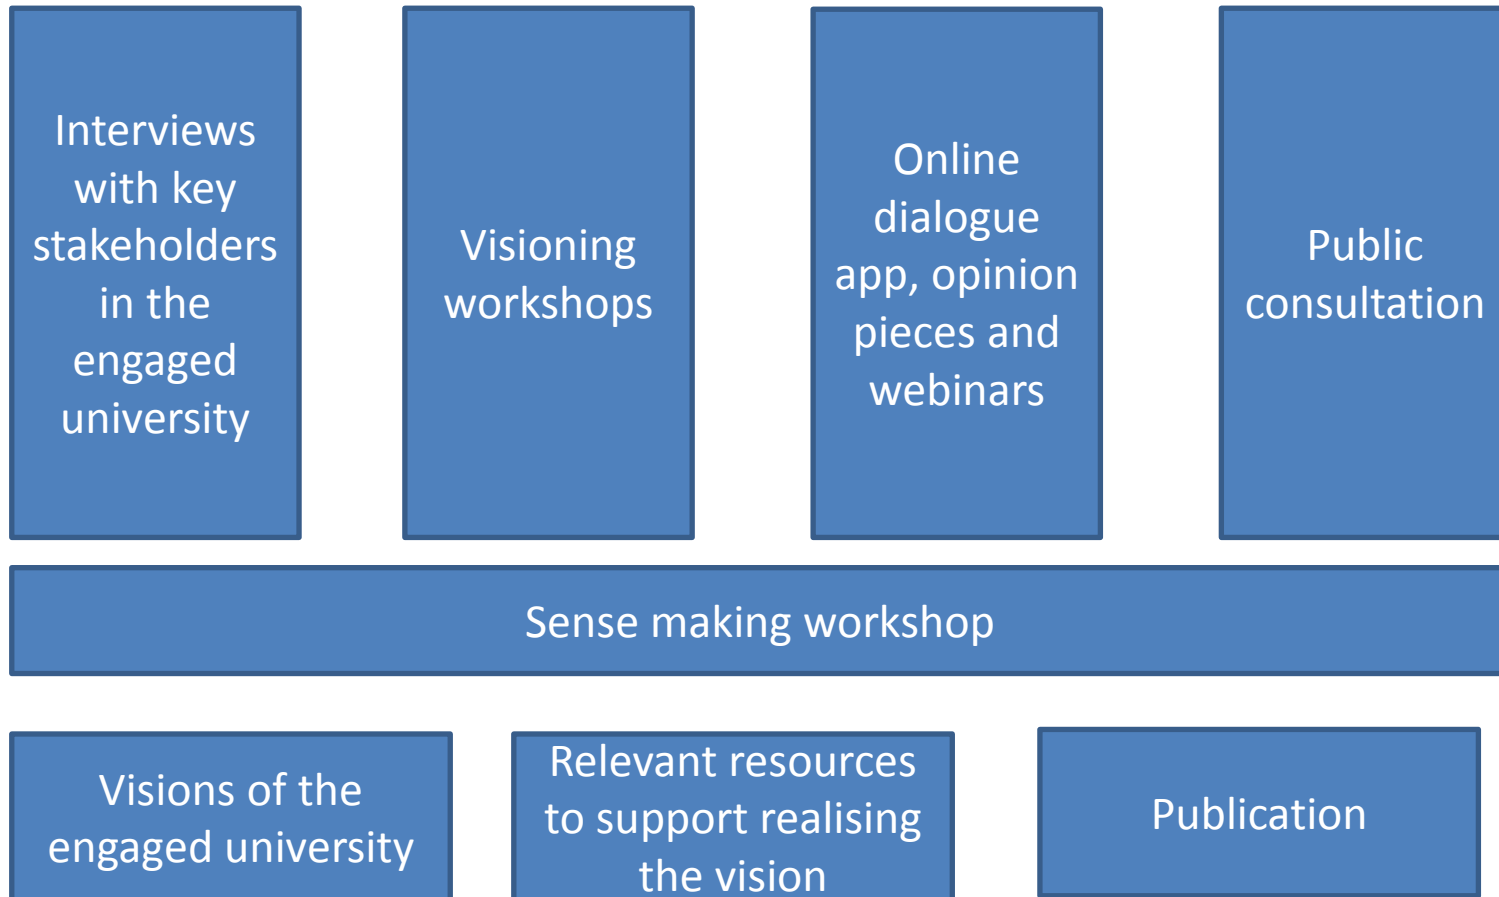 Interviews
with key
stakeholders
in the
engaged
university
Visioning
workshops
Online
dialogue
app, opinion
pieces and
webinars
Public
consultation
Sense making workshop
Visions of the
engaged university
Relevant resources
to support realising
the vision
Publication